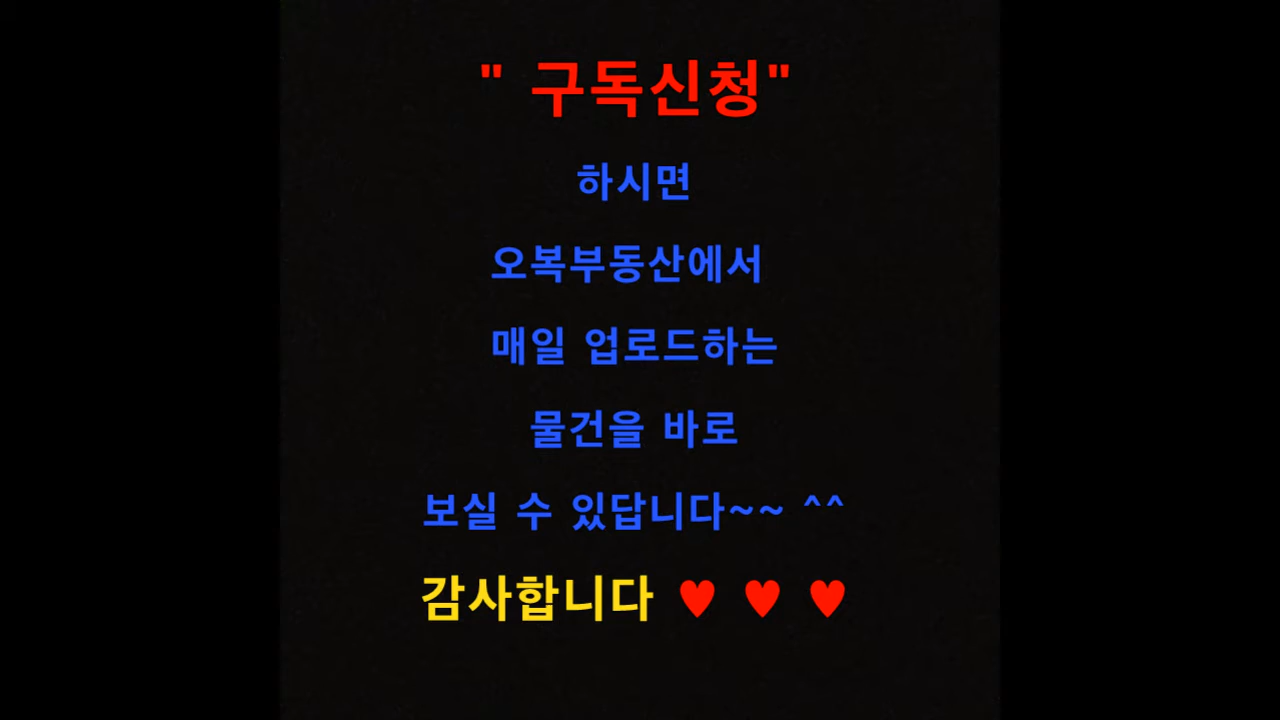 " 구독신청"
하시면
오복부동산에서
매일 업로드하는
물건을 바로
보실 수 있답니다~~ ^^
감사합니다 ♥ ♥ ♥